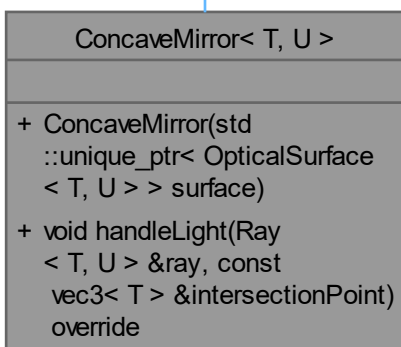 ConcaveMirror< T, U >
+ ConcaveMirror(std
::unique_ptr< OpticalSurface
< T, U > > surface)
+ void handleLight(Ray
< T, U > &ray, const
vec3< T > &intersectionPoint)
override